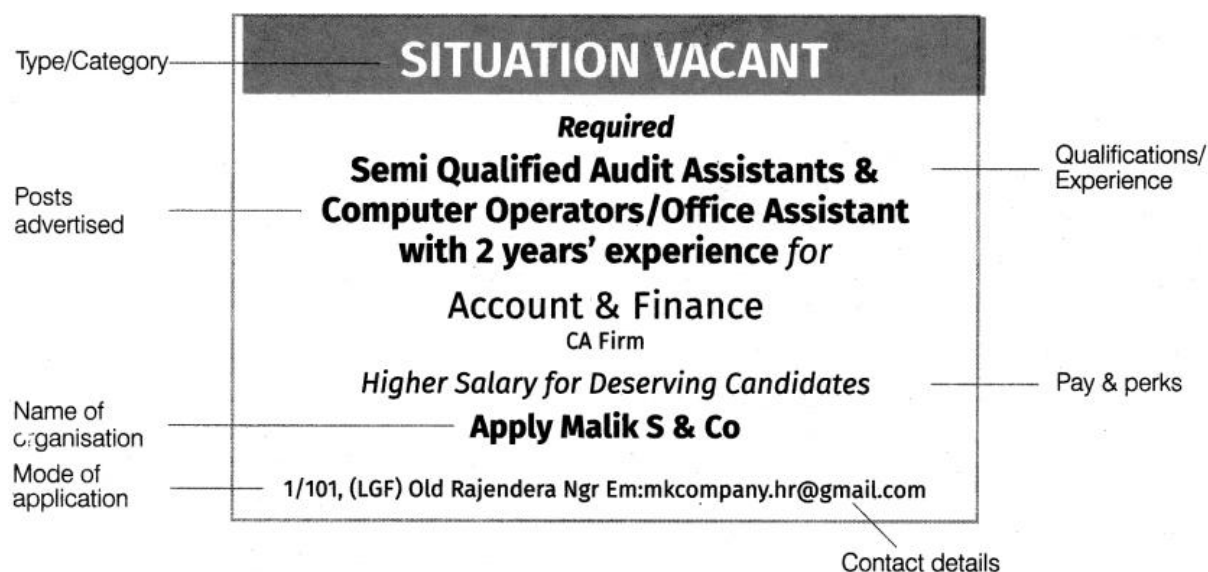 Type/Category
SITUATION VACANT
Required
Semi Qualified Audit Assistants &
Computer Operators/Office Assistant
with 2 years' experience for
Account & Finance
CA Firm
Higher Salary for Deserving Candidates
Apply Malik S & Co
1/101, (LGF) Old Rajendera Ngr Em:mkcompany.hr@gmail.com
Posts
advertised
Name of
organisation
Mode of
application
Qualifications/
Experience
Pay & perks
Contact details